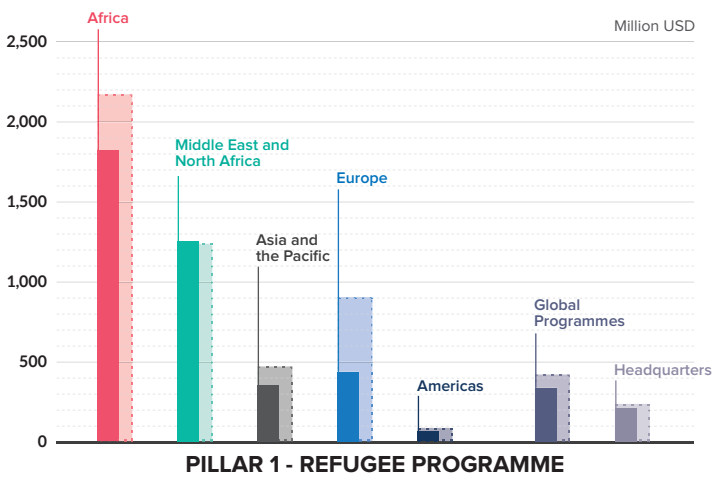 Africa
Million USD
2,500
2,000
Middle East and
North Africa
Europe
1,500
Asia and
the Pacific
1,000
Global
Programmes
500
Headquarters
Americas
0
PILLAR 1 - REFUGEE PROGRAMME